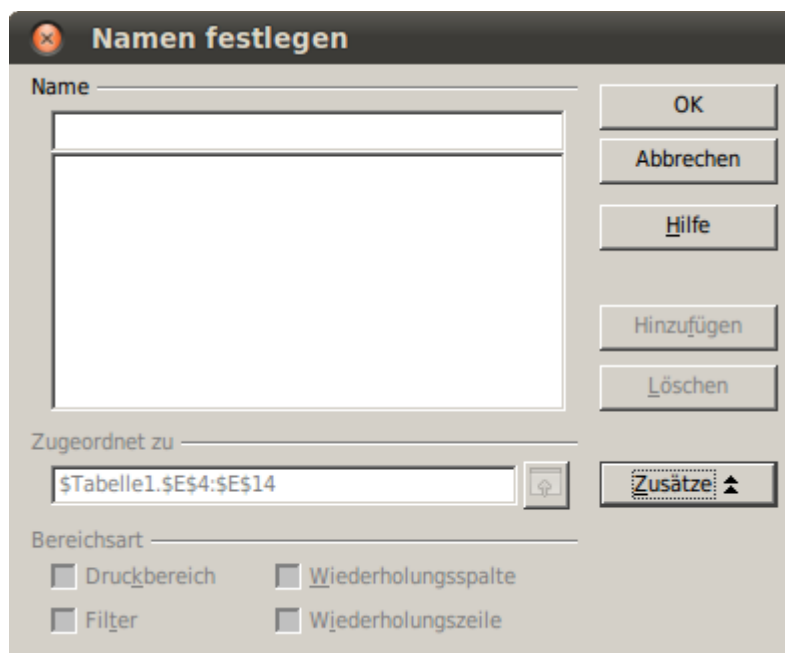 Namen festlegen
Name
OK
Abbrechen
Hilfe
Hinzufügen
Löschen
Zugeordnet zu
$Tabelle1.$E$4:$E$14
Zusätze
Bereichsart
Druckbereich
Wiederholungsspalte
Filter
Wiederholungszeile